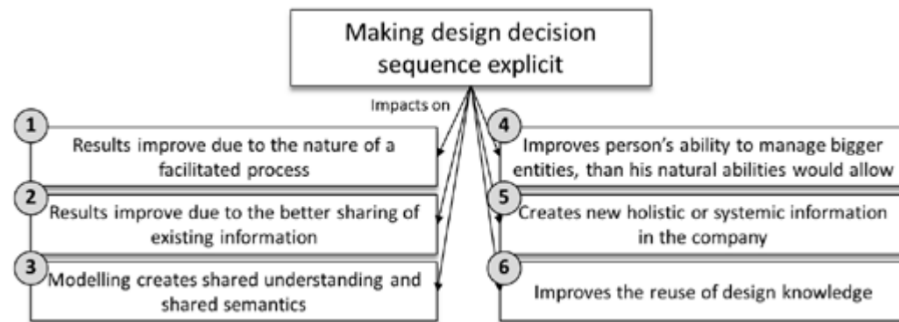 Making design decision
sequence explicit
Impacts on
1
Results improve due to the nature of a
facilitated process
2
Results improve due to the better sharing of
existing information
3
Modelling creates shared understanding and
shared semantics
4
Improves person's ability to manage bigger
entities, than his natural abilities would allow
5
Creates new holistic or systemic information
in the company
6
Improves the reuse of design knowledge